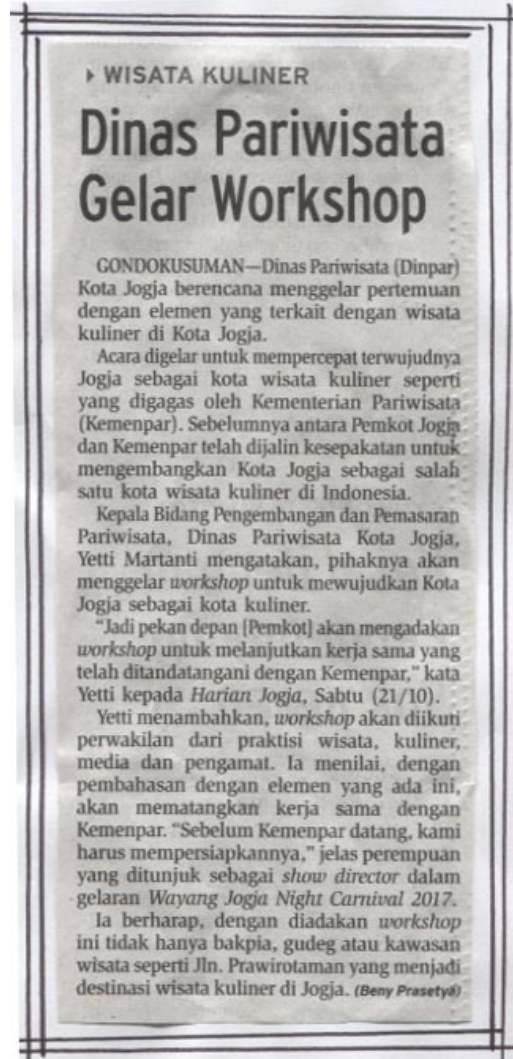 ▸ WISATA KULINER
Dinas Pariwisata
Gelar Workshop
GONDOKUSUMAN—Dinas Pariwisata (Dinpar)
Kota Jogja berencana menggelar pertemuan
dengan elemen yang terkait dengan wisata
kuliner di Kota Jogja.
Acara digelar untuk mempercepat terwujudnya
Jogja sebagai kota wisata kuliner seperti
yang digagas oleh Kementerian Pariwisata
(Kemenpar). Sebelumnya antara Pemkot Jogja
dan Kemenpar telah dijalin kesepakatan untuk
mengembangkan Kota Jogja sebagai salah
satu kota wisata kuliner di Indonesia.
Kepala Bidang Pengembangan dan Pemasaran
Pariwisata, Dinas Pariwisata Kota Jogja,
Yetti Martanti mengatakan, pihaknya akan
menggelar workshop untuk mewujudkan Kota
Jogja sebagai kota kuliner.
"Jadi pekan depan [Pemkot] akan mengadakan
workshop untuk melanjutkan kerja sama yang
telah ditandatangani dengan Kemenpar," kata
Yetti kepada Harian Jogja, Sabtu (21/10).
Yetti menambahkan, workshop akan diikuti
perwakilan dari praktisi wisata, kuliner,
media dan pengamat. Ia menilai, dengan
pembahasan dengan elemen yang ada ini,
akan mematangkan kerja sama dengan
Kemenpar. "Sebelum Kemenpar datang, kami
harus mempersiapkannya," jelas perempuan
yang ditunjuk sebagai show director dalam
gelaran Wayang Jogja Night Carnival 2017.
Ia berharap, dengan diadakan workshop
ini tidak hanya bakpia, gudeg atau kawasan
wisata seperti Jln. Prawirotaman yang menjadi
destinasi wisata kuliner di Jogja. (Beny Prasetya)